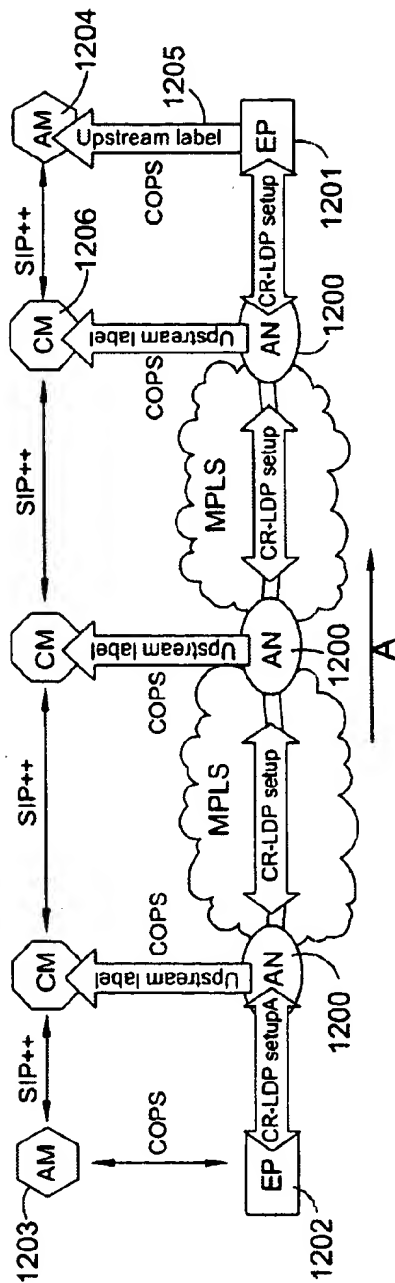 SIP++
SIP++
SIP++
SIP++
1203
AM
CM
CM
CM
1206
AM
1204
COPS
COPS
Upstream label
COPS
Upstream label
COPS
Upstream label
COPS
Upstream label
1205
MPLS
MPLS
EP
CR-LDP setupA
AN
CR-LDP setup
AN
CR-LDP setup
AN
CR-LDP setup
EP
1202
1200
1200
1200
1201
A